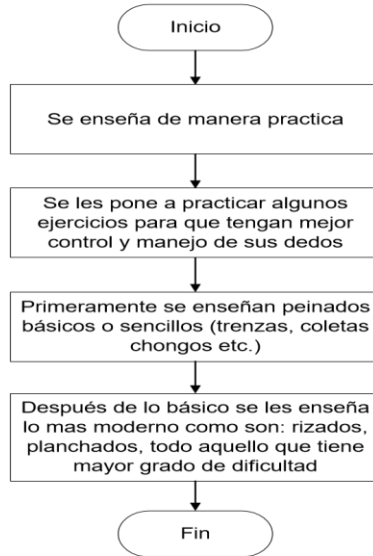 Inicio
Se enseña de manera practica
Se les pone a practicar algunos
ejercicios para que tengan mejor
control y manejo de sus dedos
Primeramente se enseñan peinados
básicos o sencillos (trenzas, coletas
chongos etc.)
Después de lo básico se les enseña
lo mas moderno como son: rizados,
planchados, todo aquello que tiene
mayor grado de dificultad
Fin